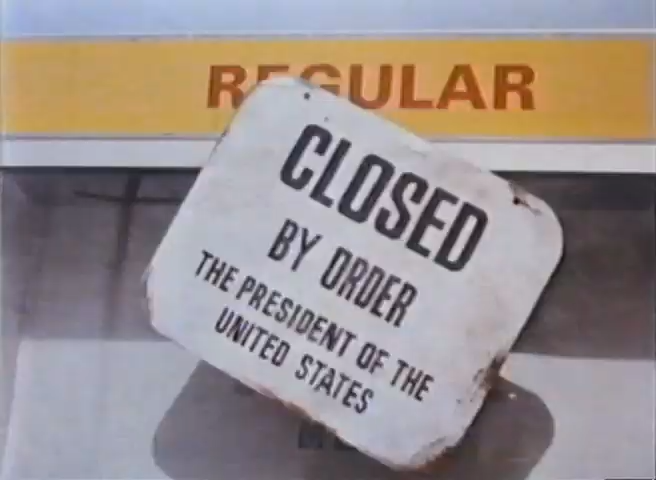 REGULAR
CLOSED
BY ORDER
THE PRESIDENT OF THE
UNITED STATES